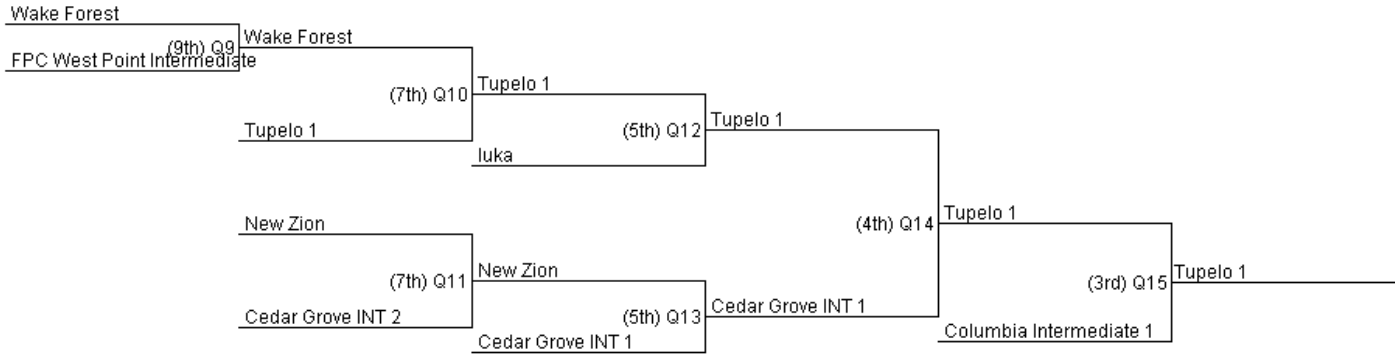 Wake Forest
(9th) Q9
FPC West Point Intermediate
Wake Forest
(7th) Q10
Tupelo 1
Tupelo 1
(5th) Q12
Iuka
Tupelo 1
New Zion
(7th) Q11
Cedar Grove INT 2
New Zion
(5th) Q13
Cedar Grove INT 1
Cedar Grove INT 1
(4th) Q14
Tupelo 1
(3rd) Q15
Columbia Intermediate 1
Tupelo 1